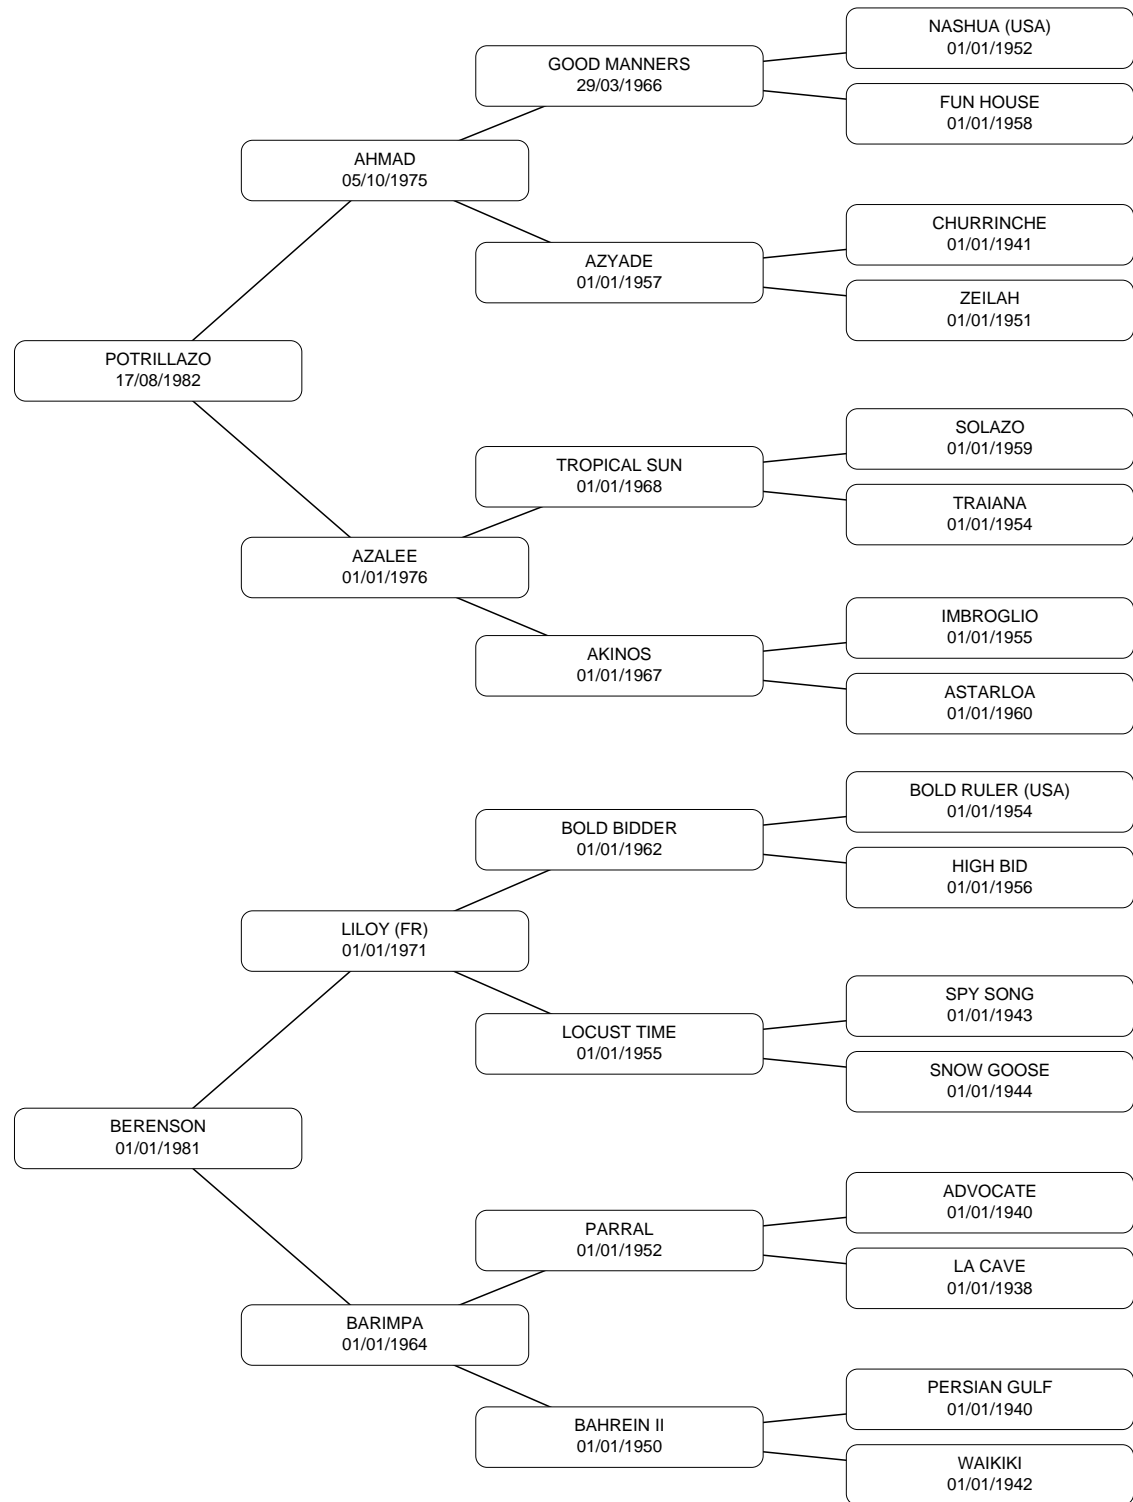 NASHUA (USA)
01/01/1952
GOOD MANNERS
29/03/1966
FUN HOUSE
01/01/1958
AHMAD
05/10/1975
CHURRINCHE
01/01/1941
AZYADE
01/01/1957
ZEILAH
01/01/1951
POTRILLAZO
17/08/1982
SOLAZO
01/01/1959
TROPICAL SUN
01/01/1968
TRAIANA
01/01/1954
AZALEE
01/01/1976
IMBROGLIO
01/01/1955
AKINOS
01/01/1967
ASTARLOA
01/01/1960
BOLD RULER (USA)
01/01/1954
BOLD BIDDER
01/01/1962
HIGH BID
01/01/1956
LILOY (FR)
01/01/1971
SPY SONG
01/01/1943
LOCUST TIME
01/01/1955
SNOW GOOSE
01/01/1944
BERENSON
01/01/1981
ADVOCATE
01/01/1940
PARRAL
01/01/1952
LA CAVE
01/01/1938
BARIMPA
01/01/1964
PERSIAN GULF
01/01/1940
BAHREIN II
01/01/1950
WAIKIKI
01/01/1942